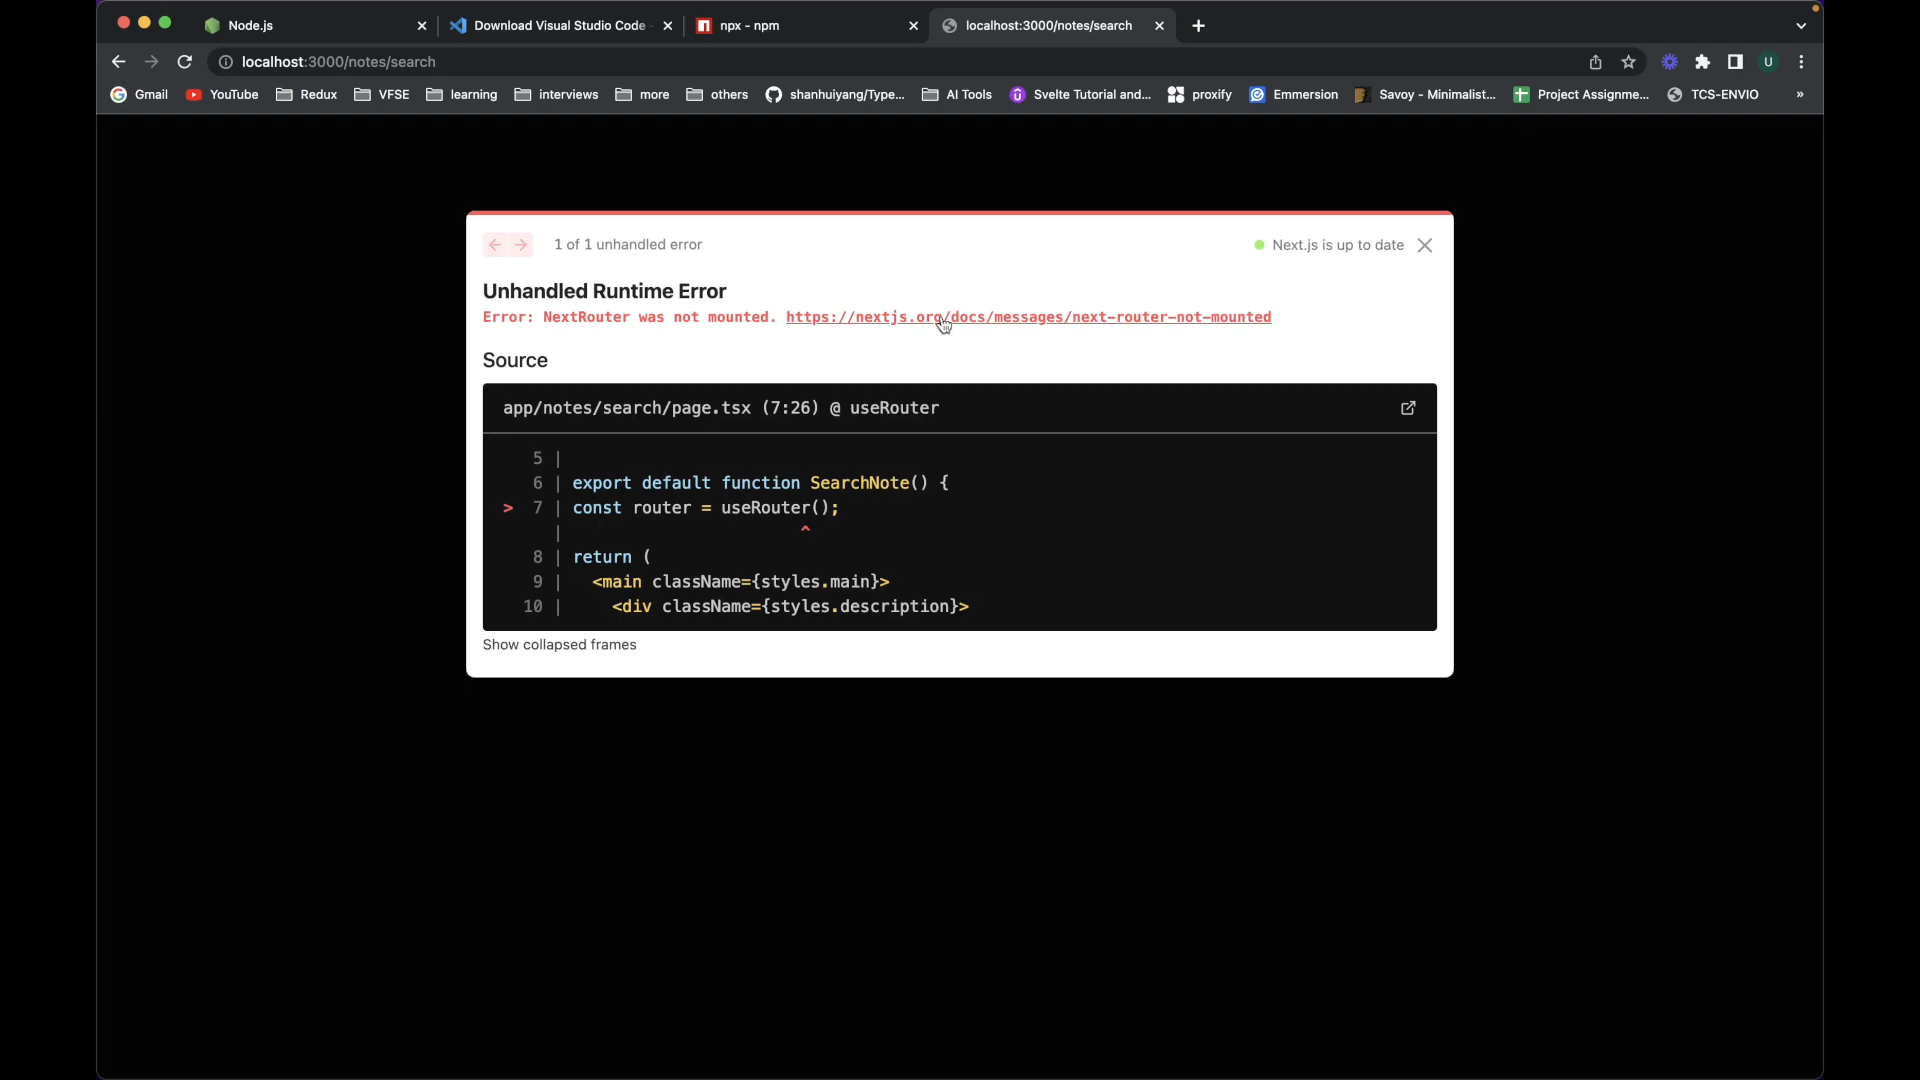 Node.js
Download Visual Studio Code -
npx - npm
localhost:3000/notes/search
localhost:3000/notes/search
U
Gmail
YouTube
Redux
VFSE
learning
interviews
more
others
shanhuiyang/Type...
AI Tools
Svelte Tutorial and...
proxify
Emmersion
Savoy - Minimalist...
Project Assignme...
TCS-ENVIO
»
1 of 1 unhandled error
Next.js is up to date
Unhandled Runtime Error
Error: NextRouter was not mounted. https://nextjs.org/docs/messages/next-router-not-mounted
Source
app/notes/search/page.tsx (7:26) @ useRouter
5 |
6 | export default function SearchNote() {
> 7 | const router = useRouter();
| ^
8 | return (
9 | <main className={styles.main}>
10 | <div className={styles.description}>
Show collapsed frames